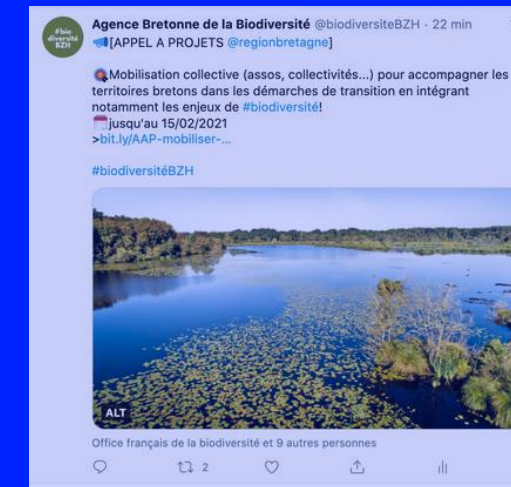 #bio
diversité
BZH
Agence Bretonne de la Biodiversité @biodiversiteBZH · 22 min
[APPEL A PROJETS @regionbretagne]
Mobilisation collective (assos, collectivités...) pour accompagner les
territoires bretons dans les démarches de transition en intégrant
notamment les enjeux de #biodiversité!
jusqu'au 15/02/2021
>bit.ly/AAP-mobiliser-...
#biodiversitéBZH
ALT
Office français de la biodiversité et 9 autres personnes
2